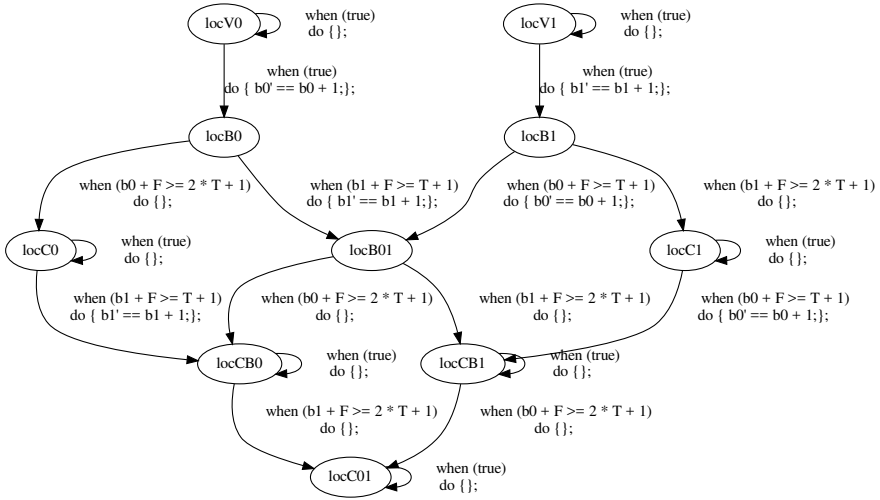 locV0
when (true)
do {};
locV1
when (true)
do {};
when (true)
do { b0' == b0 + 1;};
when (true)
do { b1' == b1 + 1;};
locB0
locB1
when (b0 + F >= 2 * T + 1)
do {};
when (b1 + F >= T + 1)
do { b1' == b1 + 1;};
when (b0 + F >= T + 1)
do { b0' == b0 + 1;};
when (b1 + F >= 2 * T + 1)
do {};
locC0
when (true)
do {};
locB01
locC1
when (true)
do {};
when (b1 + F >= T + 1)
do { b1' == b1 + 1;};
when (b0 + F >= 2 * T + 1)
do {};
when (b1 + F >= 2 * T + 1)
do {};
when (b0 + F >= T + 1)
do { b0' == b0 + 1;};
locCB0
when (true)
do {};
locCB1
when (true)
do {};
when (b1 + F >= 2 * T + 1)
do {};
when (b0 + F >= 2 * T + 1)
do {};
locC01
when (true)
do {};